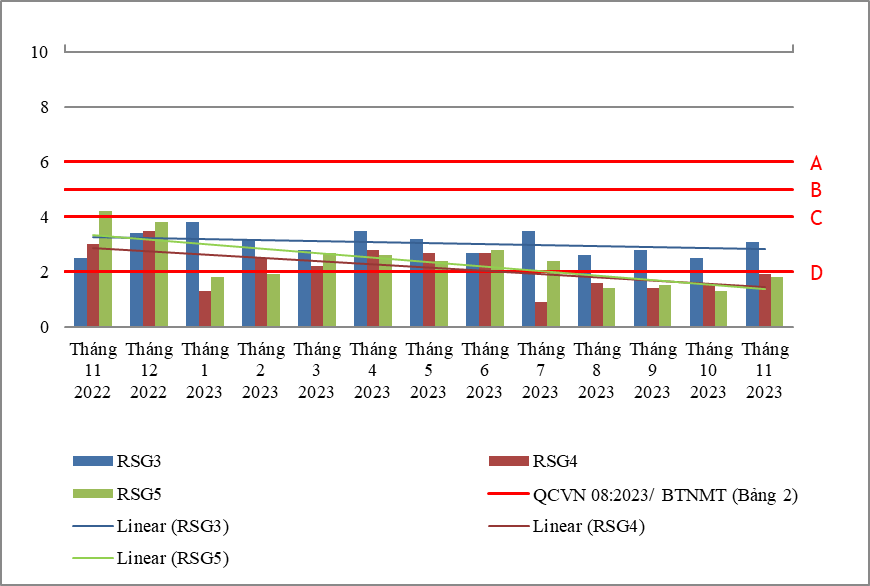 10
8
6
4
2
0
A
B
C
D
Tháng 11 2022
Tháng 12 2022
Tháng 1 2023
Tháng 2 2023
Tháng 3 2023
Tháng 4 2023
Tháng 5 2023
Tháng 6 2023
Tháng 7 2023
Tháng 8 2023
Tháng 9 2023
Tháng 10 2023
Tháng 11 2023
RSG3
RSG4
RSG5
QCVN 08:2023/ BTNMT (Bảng 2)
Linear (RSG3)
Linear (RSG4)
Linear (RSG5)